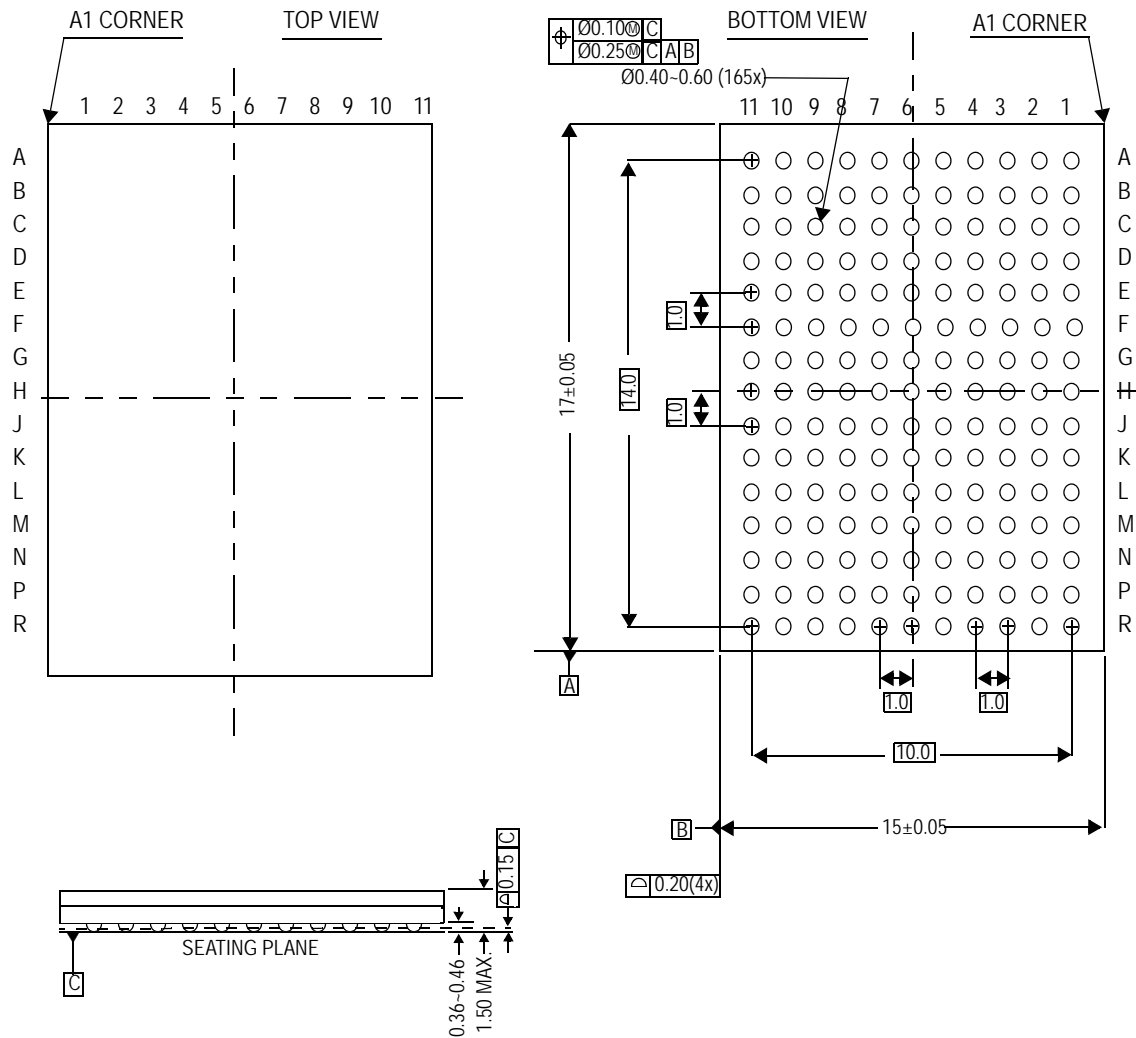 A1 CORNER
TOP VIEW
1 2 3 4 5 6 7 8 9 10 11
A
B
C
D
E
F
G
H
J
K
L
M
N
P
R
Ø0.10Ⓜ C
Ø0.25Ⓜ C A B
BOTTOM VIEW
A1 CORNER
Ø0.40~0.60 (165x)
11 10 9 8 7 6 5 4 3 2 1
A
B
C
D
E
F
G
H
J
K
L
M
N
P
R
1.0
1.0
14.0
17±0.05
A
1.0
1.0
10.0
B
15±0.05
0.20(4x)
0.15 C
SEATING PLANE
C
0.36~0.46
1.50 MAX.